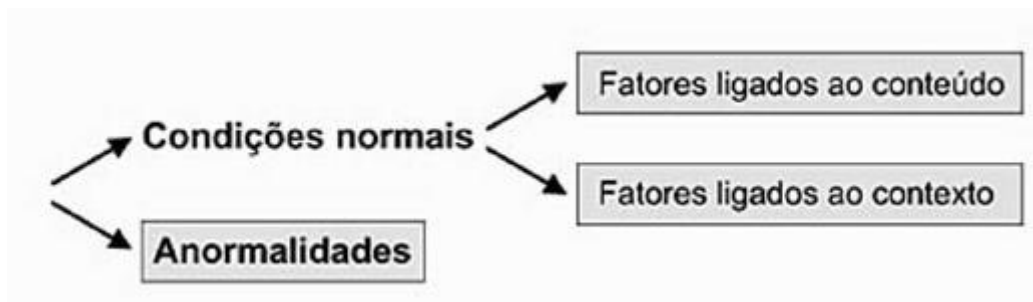 Fatores ligados ao conteúdo
Condições normais
Fatores ligados ao contexto
Anormalidades